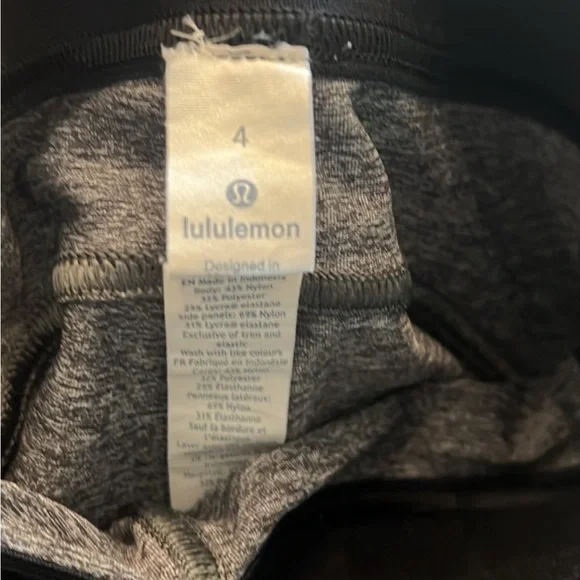 4
lululemon
Designed in
EN Made in Indonesia
Body: 43% Nylon
32% Polyester
25% Lycra® elastane
side panels: 69% Nylon
31% Lycra® elastane
Exclusive of trim and
elastic
Wash with like colours
FR Fabriqué en Indonésie
Corps: 43% Nylon
32% Polyester
25% Élasthanne
Panneaux latéraux:
69% Nylon
31% Élasthanne
Sauf la bordure et
l'élastique
Laver avec